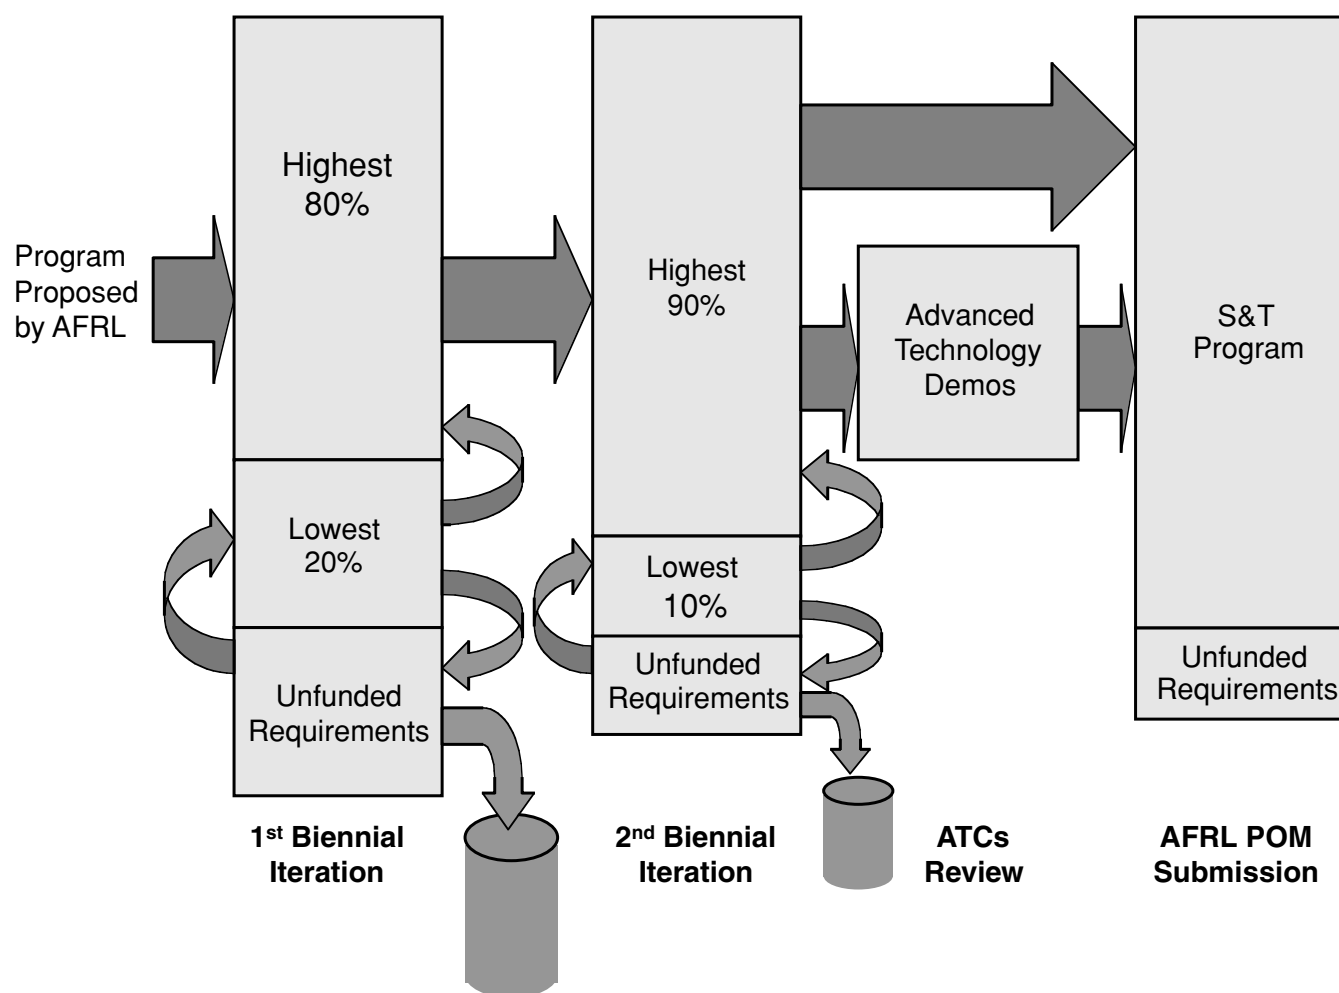 Program
Proposed
by AFRL
Highest
80%
Lowest
20%
Unfunded
Requirements
1st Biennial
Iteration
Highest
90%
Lowest
10%
Unfunded
Requirements
2nd Biennial
Iteration
Advanced
Technology
Demos
ATCs
Review
S&T
Program
Unfunded
Requirements
AFRL POM
Submission